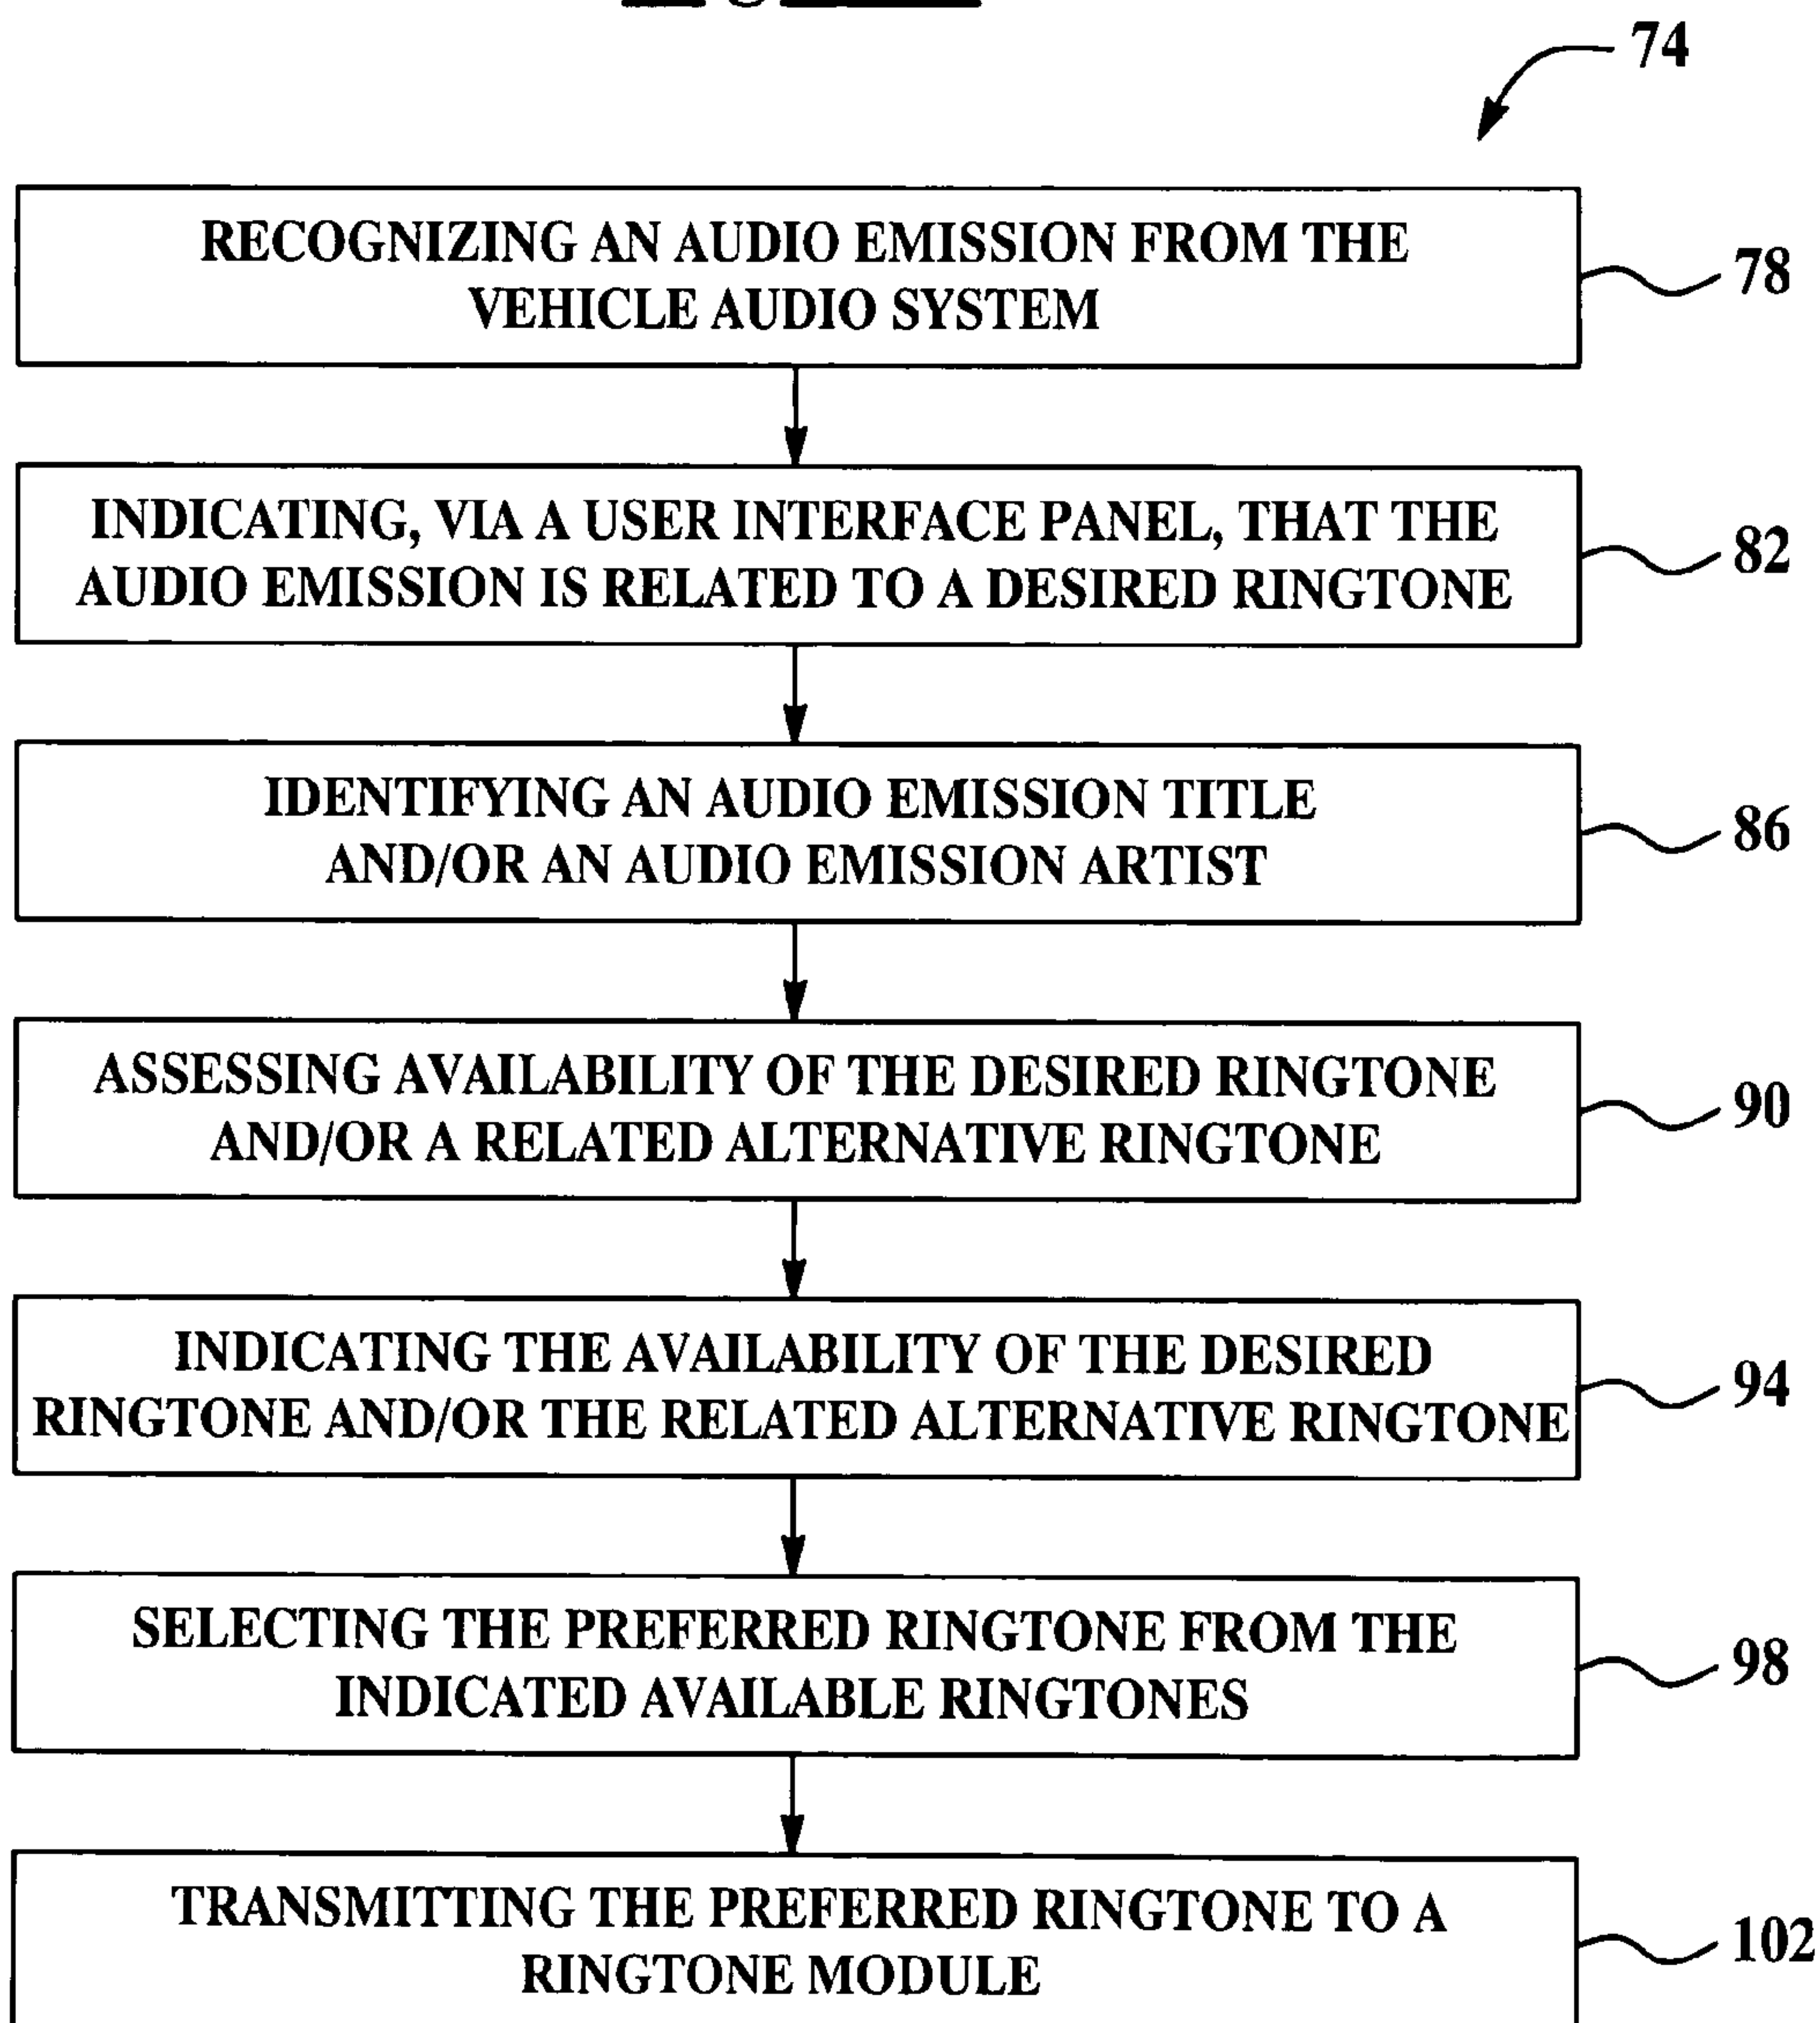 74
RECOGNIZING AN AUDIO EMISSION FROM THE
VEHICLE AUDIO SYSTEM
78
INDICATING, VIA A USER INTERFACE PANEL, THAT THE
AUDIO EMISSION IS RELATED TO A DESIRED RINGTONE
82
IDENTIFYING AN AUDIO EMISSION TITLE
AND/OR AN AUDIO EMISSION ARTIST
86
ASSESSING AVAILABILITY OF THE DESIRED RINGTONE
AND/OR A RELATED ALTERNATIVE RINGTONE
90
INDICATING THE AVAILABILITY OF THE DESIRED
RINGTONE AND/OR THE RELATED ALTERNATIVE RINGTONE
94
SELECTING THE PREFERRED RINGTONE FROM THE
INDICATED AVAILABLE RINGTONES
98
TRANSMITTING THE PREFERRED RINGTONE TO A
RINGTONE MODULE
102